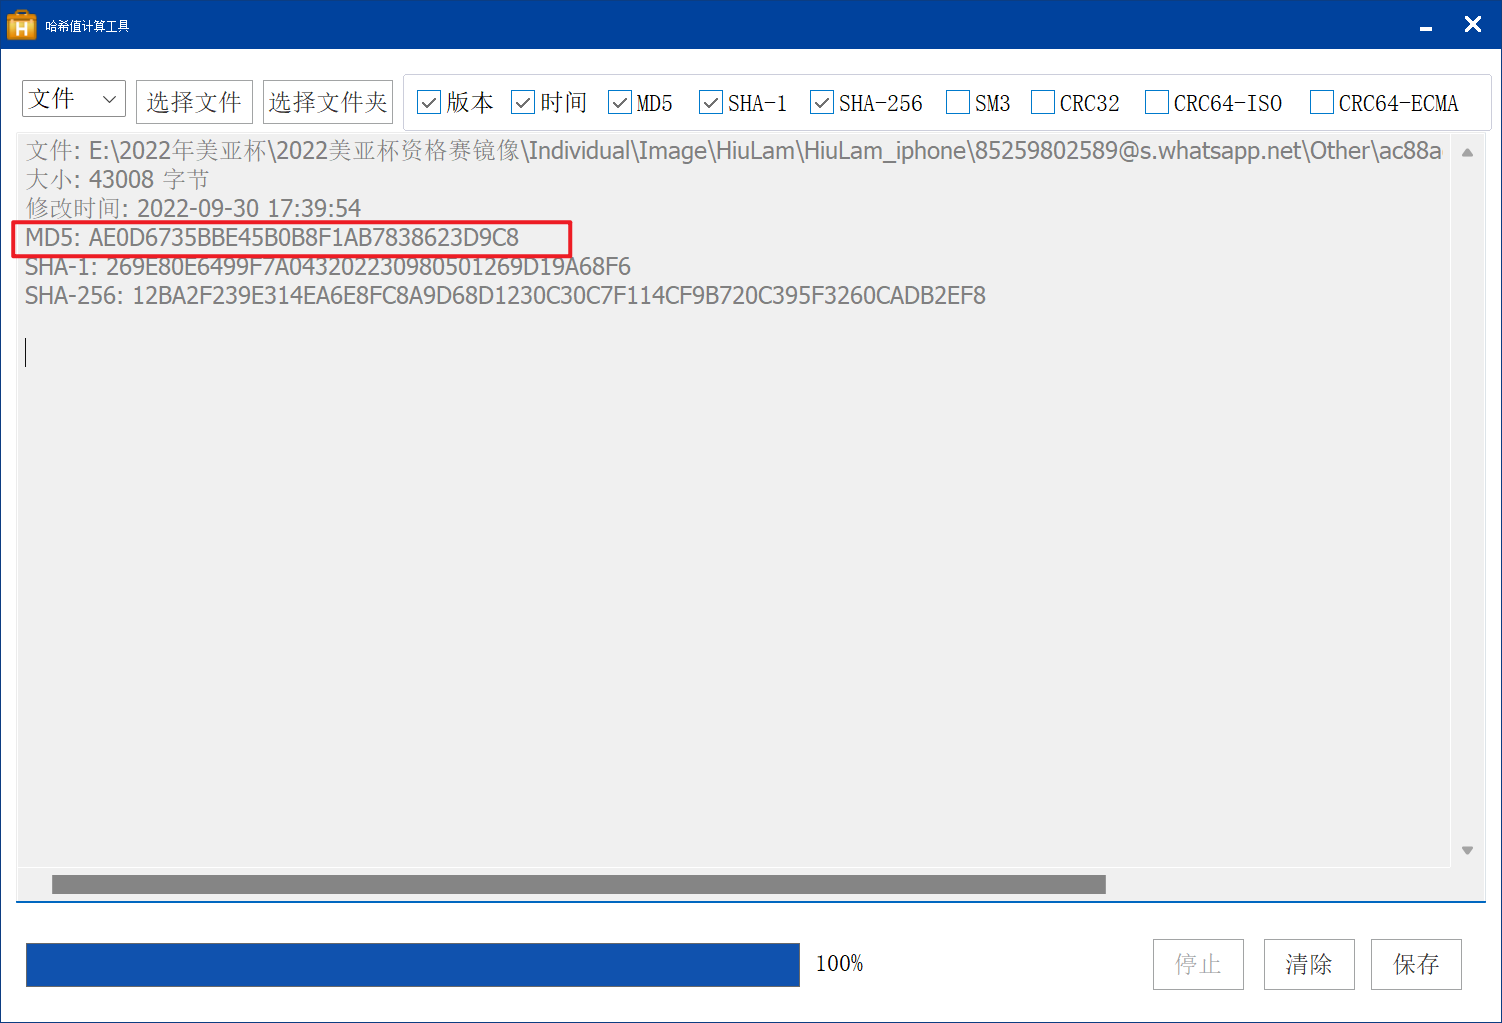 哈希值计算工具
文件 选择文件 选择文件夹 版本 时间 MD5 SHA-1 SHA-256 SM3 CRC32 CRC64-ISO CRC64-ECMA
文件: E:\2022年美亚杯\2022美亚杯资格赛镜像\Individual\Image\HiuLam\HiuLam_iphone\85259802589@s.whatsapp.net\Other\ac88a
大小: 43008 字节
修改时间: 2022-09-30 17:39:54
MD5: AE0D6735BBE45B0B8F1AB7838623D9C8
SHA-1: 269E80E6499F7A0432022309805012​69D19A68F6
SHA-256: 12BA2F239E314EA6E8FC8A9D68D1230C30C7F114CF9B720C395F3260CADB2EF8
100%
停止 清除 保存